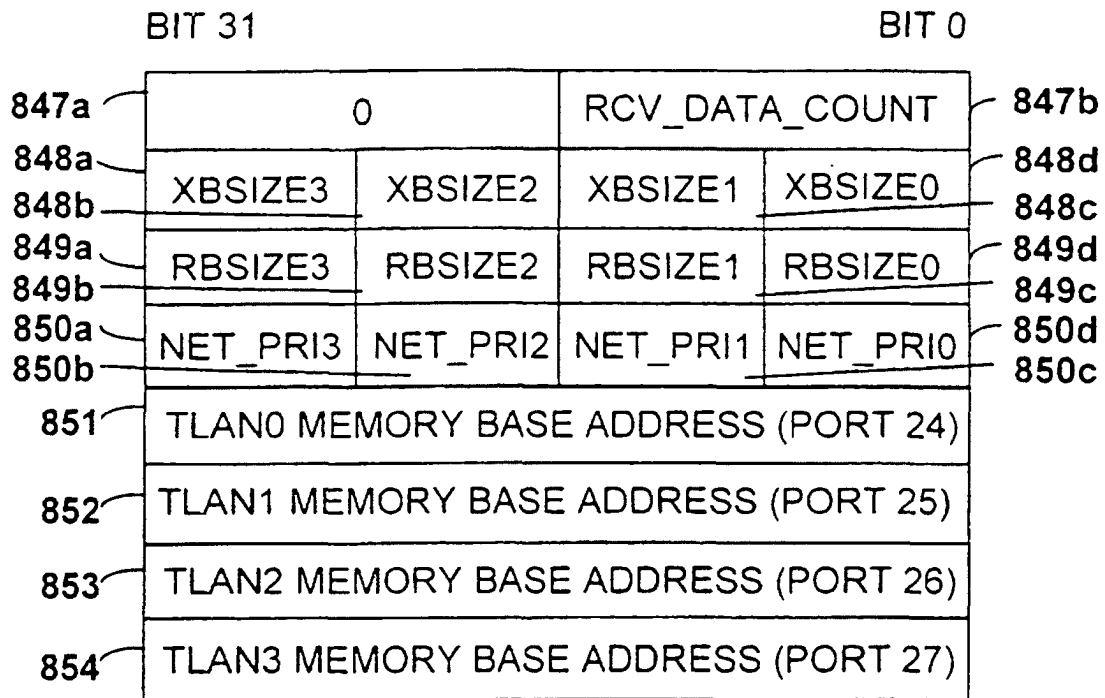 BIT 31 BIT 0
847a 0 RCV_DATA_COUNT 847b
848a XBSIZE3 XBSIZE2 XBSIZE1 XBSIZE0 848d
848b 848c
849a RBSIZE3 RBSIZE2 RBSIZE1 RBSIZE0 849d
849b 849c
850a NET_PRI3 NET_PRI2 NET_PRI1 NET_PRI0 850d
850b 850c
851 TLAN0 MEMORY BASE ADDRESS (PORT 24)
852 TLAN1 MEMORY BASE ADDRESS (PORT 25)
853 TLAN2 MEMORY BASE ADDRESS (PORT 26)
854 TLAN3 MEMORY BASE ADDRESS (PORT 27)